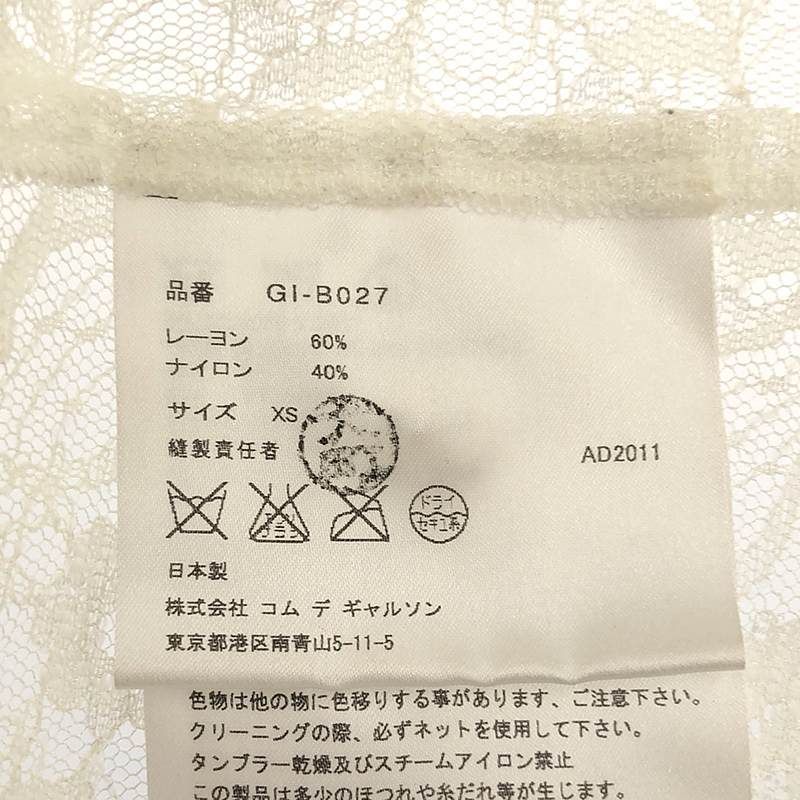 品番 GI-B027
レーヨン 60%
ナイロン 40%
サイズ XS
縫製責任者
AD2011
ドライ
セキユ系
日本製
株式会社 コム デ ギャルソン
東京都港区南青山5-11-5
色物は他の物に色移りする事があります、ご注意下さい。
クリーニングの際、必ずネットを使用して下さい。
タンブラー乾燥及びスチームアイロン禁止
この製品は多少のほつれや糸だれ等が生じます。